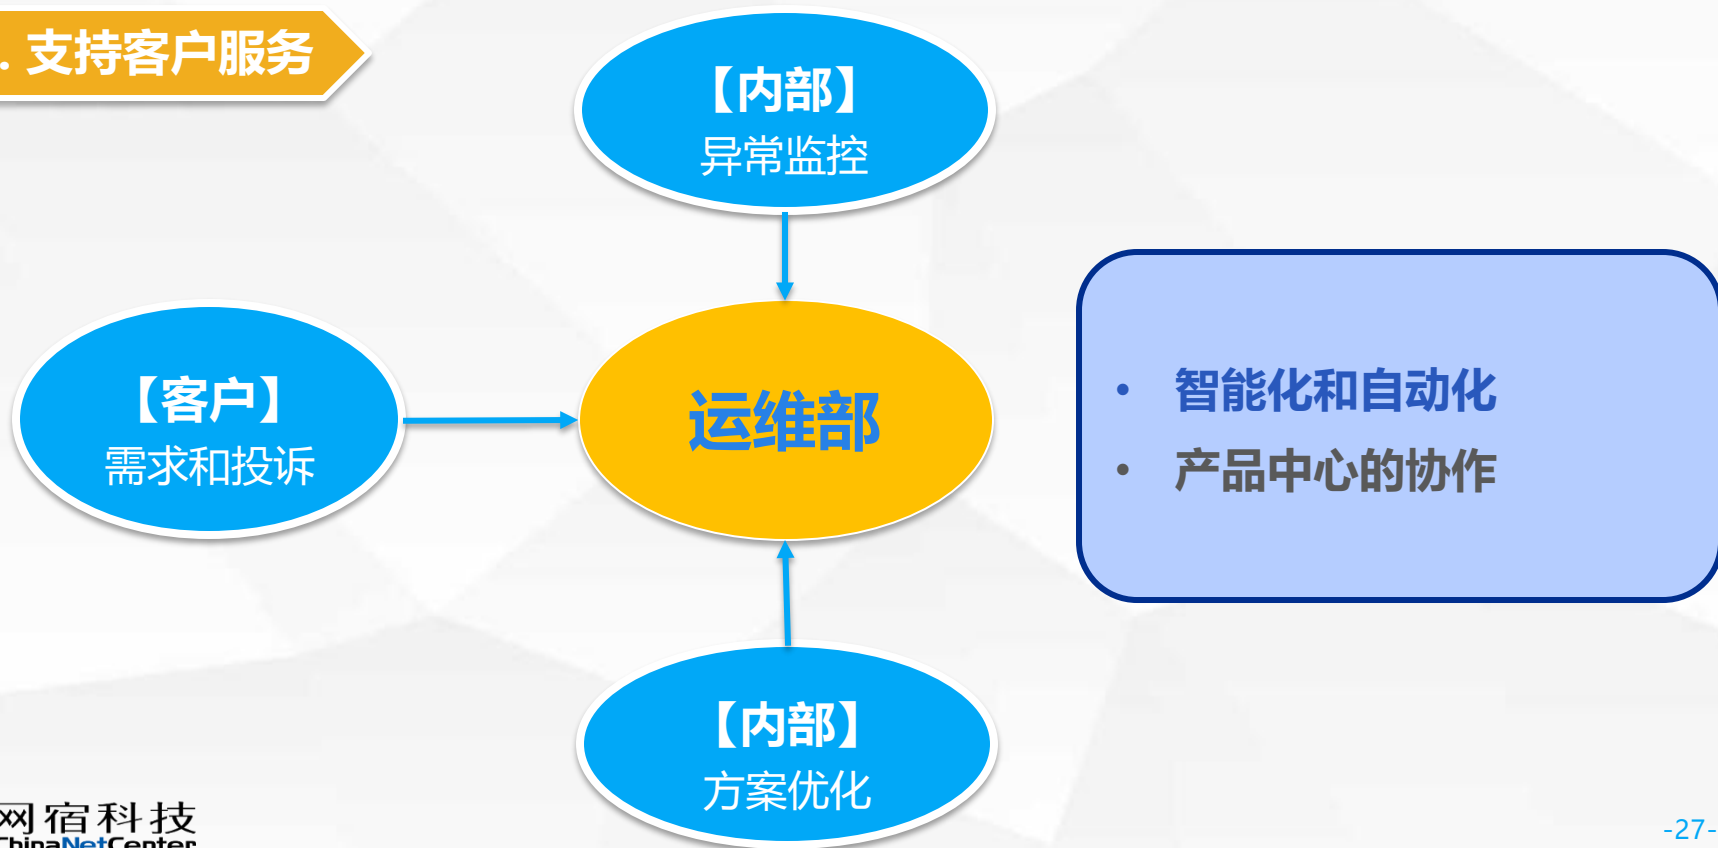 . 支持客户服务
【内部】
异常监控
【客户】
需求和投诉
运维部
• 智能化和自动化
• 产品中心的协作
【内部】
方案优化
网宿科技
ChinaNetCenter
-27-